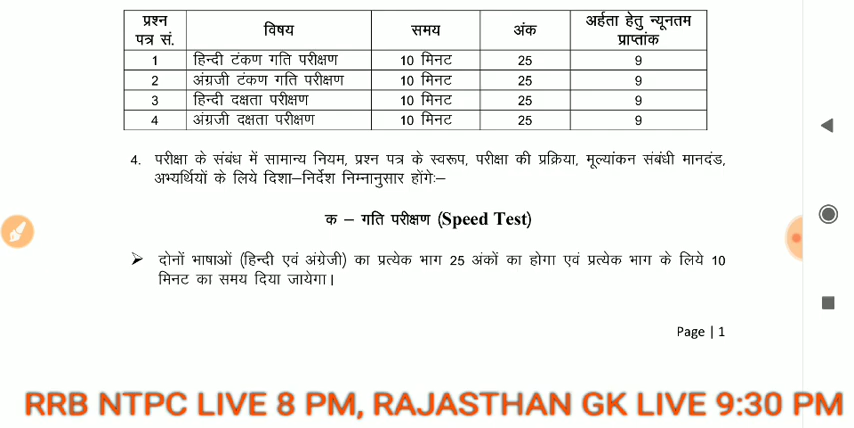 प्रश्न पत्र सं. विषय समय अंक अर्हता हेतु न्यूनतम प्राप्तांक
1 हिन्दी टंकण गति परीक्षण 10 मिनट 25 9
2 अंग्रजी टंकण गति परीक्षण 10 मिनट 25 9
3 हिन्दी दक्षता परीक्षण 10 मिनट 25 9
4 अंग्रजी दक्षता परीक्षण 10 मिनट 25 9
4. परीक्षा के संबंध में सामान्य नियम, प्रश्न पत्र के स्वरूप, परीक्षा की प्रक्रिया, मूल्यांकन संबंधी मानदंड,
अभ्यर्थियों के लिये दिशा–निर्देश निम्नानुसार होंगेः–
क – गति परीक्षण (Speed Test)
➢ दोनों भाषाओं (हिन्दी एवं अंग्रेजी) का प्रत्येक भाग 25 अंकों का होगा एवं प्रत्येक भाग के लिये 10
मिनट का समय दिया जायेगा।
Page | 1
RRB NTPC LIVE 8 PM, RAJASTHAN GK LIVE 9:30 PM